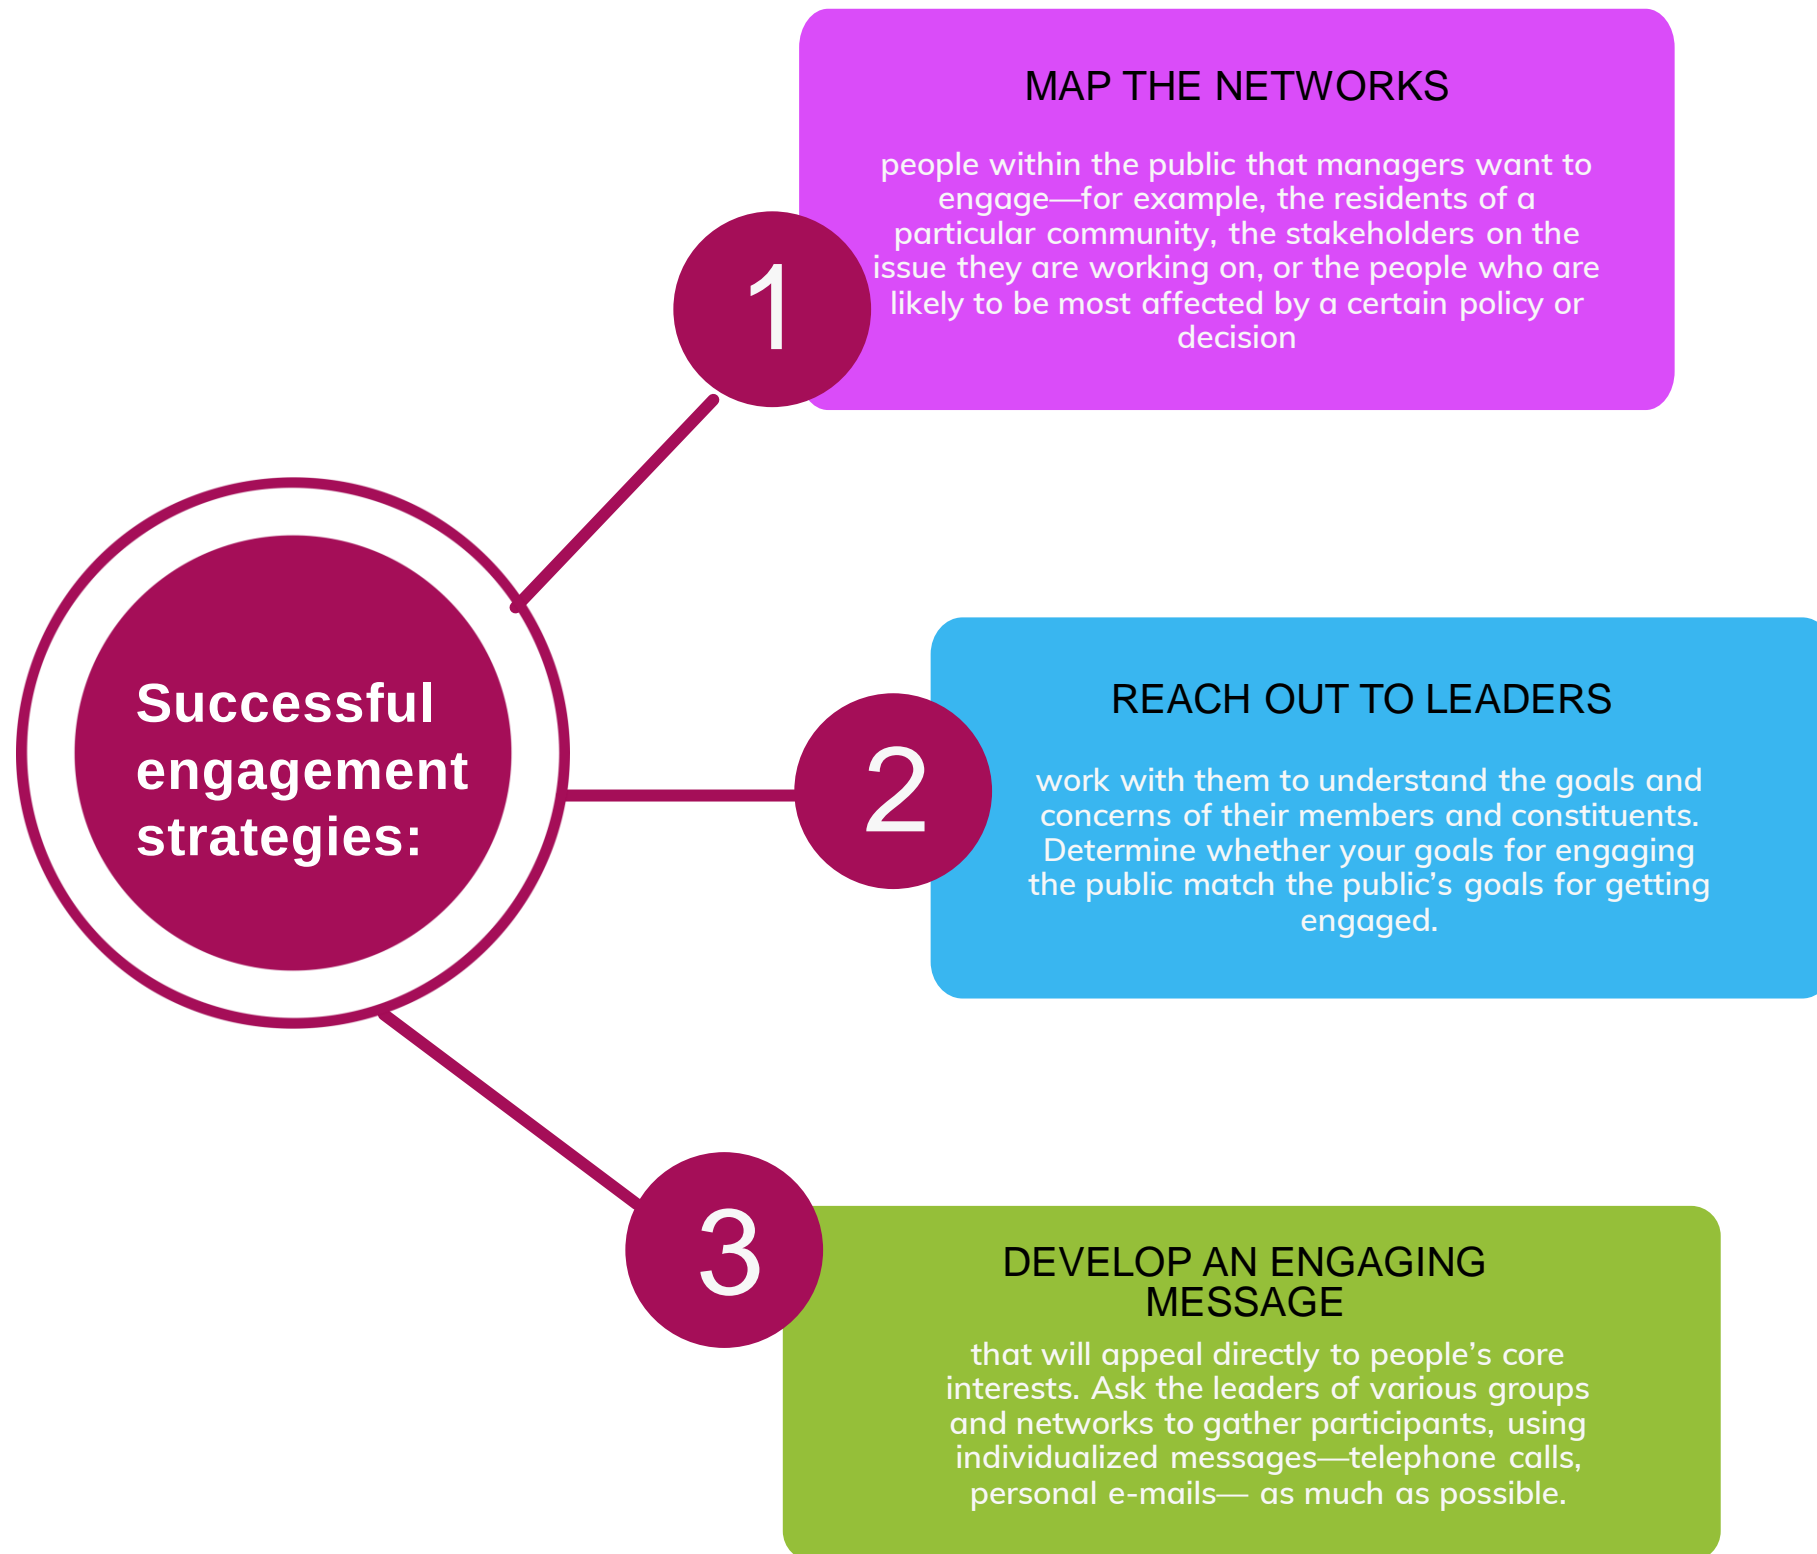 Successful
engagement
strategies:
1
MAP THE NETWORKS
people within the public that managers want to
engage—for example, the residents of a
particular community, the stakeholders on the
issue they are working on, or the people who are
likely to be most affected by a certain policy or
decision
2
REACH OUT TO LEADERS
work with them to understand the goals and
concerns of their members and constituents.
Determine whether your goals for engaging
the public match the public’s goals for getting
engaged.
3
DEVELOP AN ENGAGING
MESSAGE
that will appeal directly to people’s core
interests. Ask the leaders of various groups
and networks to gather participants, using
individualized messages—telephone calls,
personal e-mails— as much as possible.